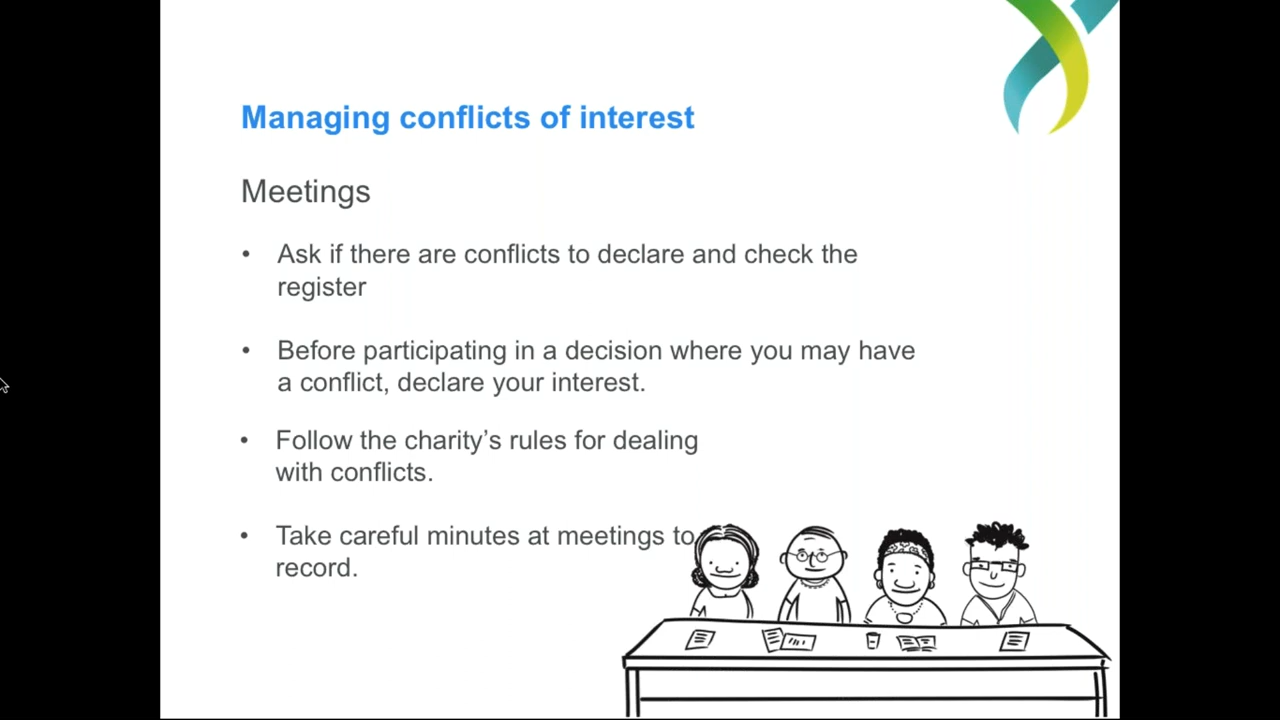 Managing conflicts of interest
Meetings
• Ask if there are conflicts to declare and check the
register
• Before participating in a decision where you may have
a conflict, declare your interest.
• Follow the charity’s rules for dealing
with conflicts.
• Take careful minutes at meetings to
record.